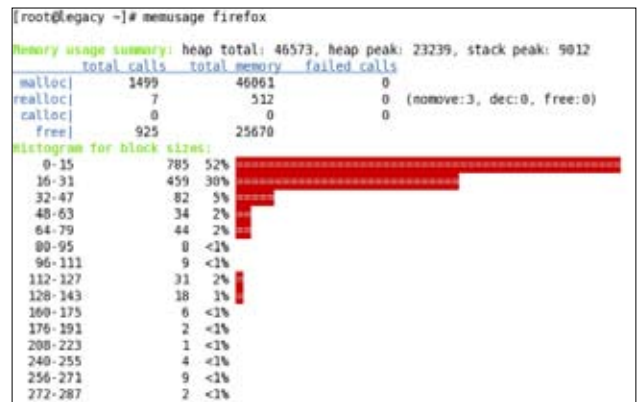 [root@legacy ~]# memusage firefox
Memory usage summary: heap total: 46573, heap peak: 23239, stack peak: 9012
total calls total memory failed calls
malloc| 1499 46061 0
realloc| 7 512 0 (nomove:3, dec:0, free:0)
calloc| 0 0 0
free| 925 25670
Histogram for block sizes:
0-15 785 52% ==================================================
16-31 459 30% =============================
32-47 82 5% =====
48-63 34 2% ==
64-79 44 2% ==
80-95 8 <1%
96-111 9 <1%
112-127 31 2% =
128-143 18 1% =
160-175 6 <1%
176-191 2 <1%
208-223 1 <1%
240-255 4 <1%
256-271 9 <1%
272-287 2 <1%